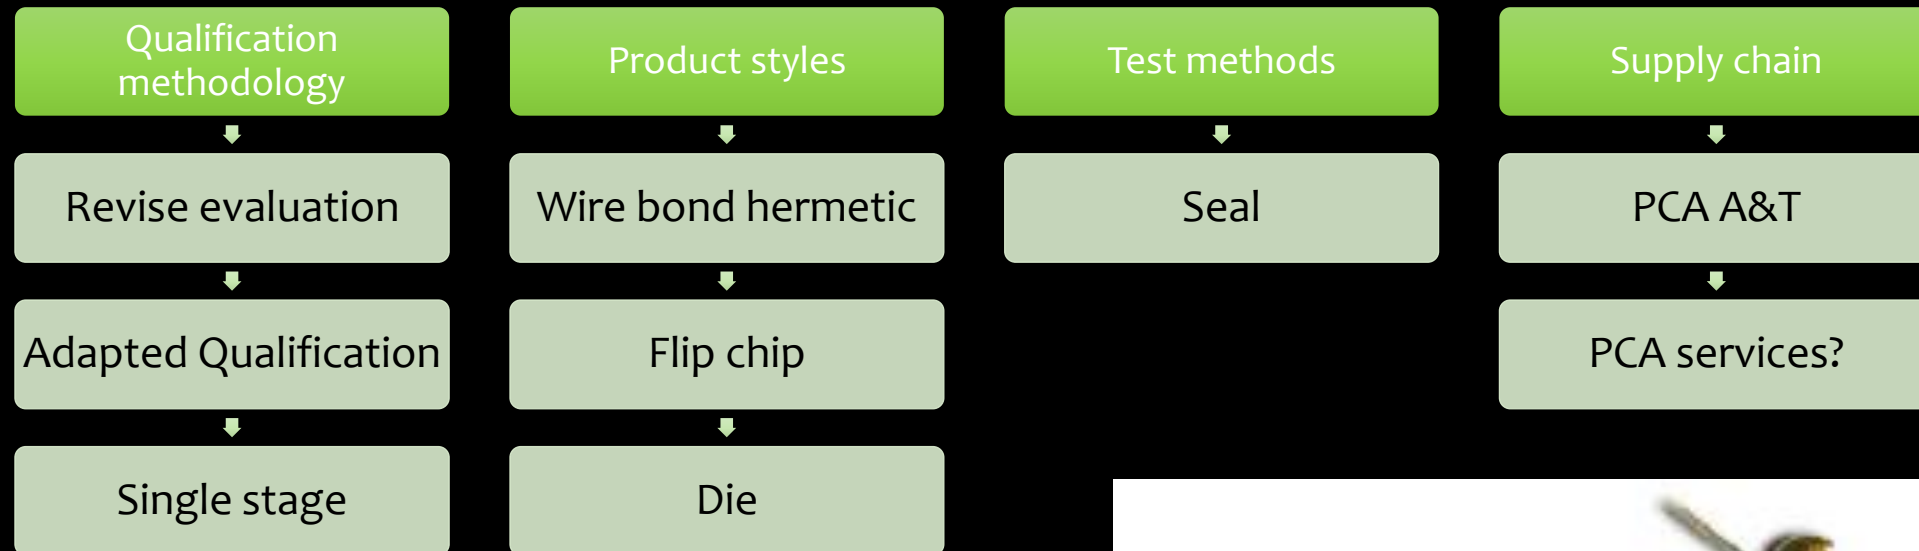 Qualification
methodology
Revise evaluation
Adapted Qualification
Single stage
Product styles
Wire bond hermetic
Flip chip
Die
Test methods
Seal
Supply chain
PCA A&T
PCA services?